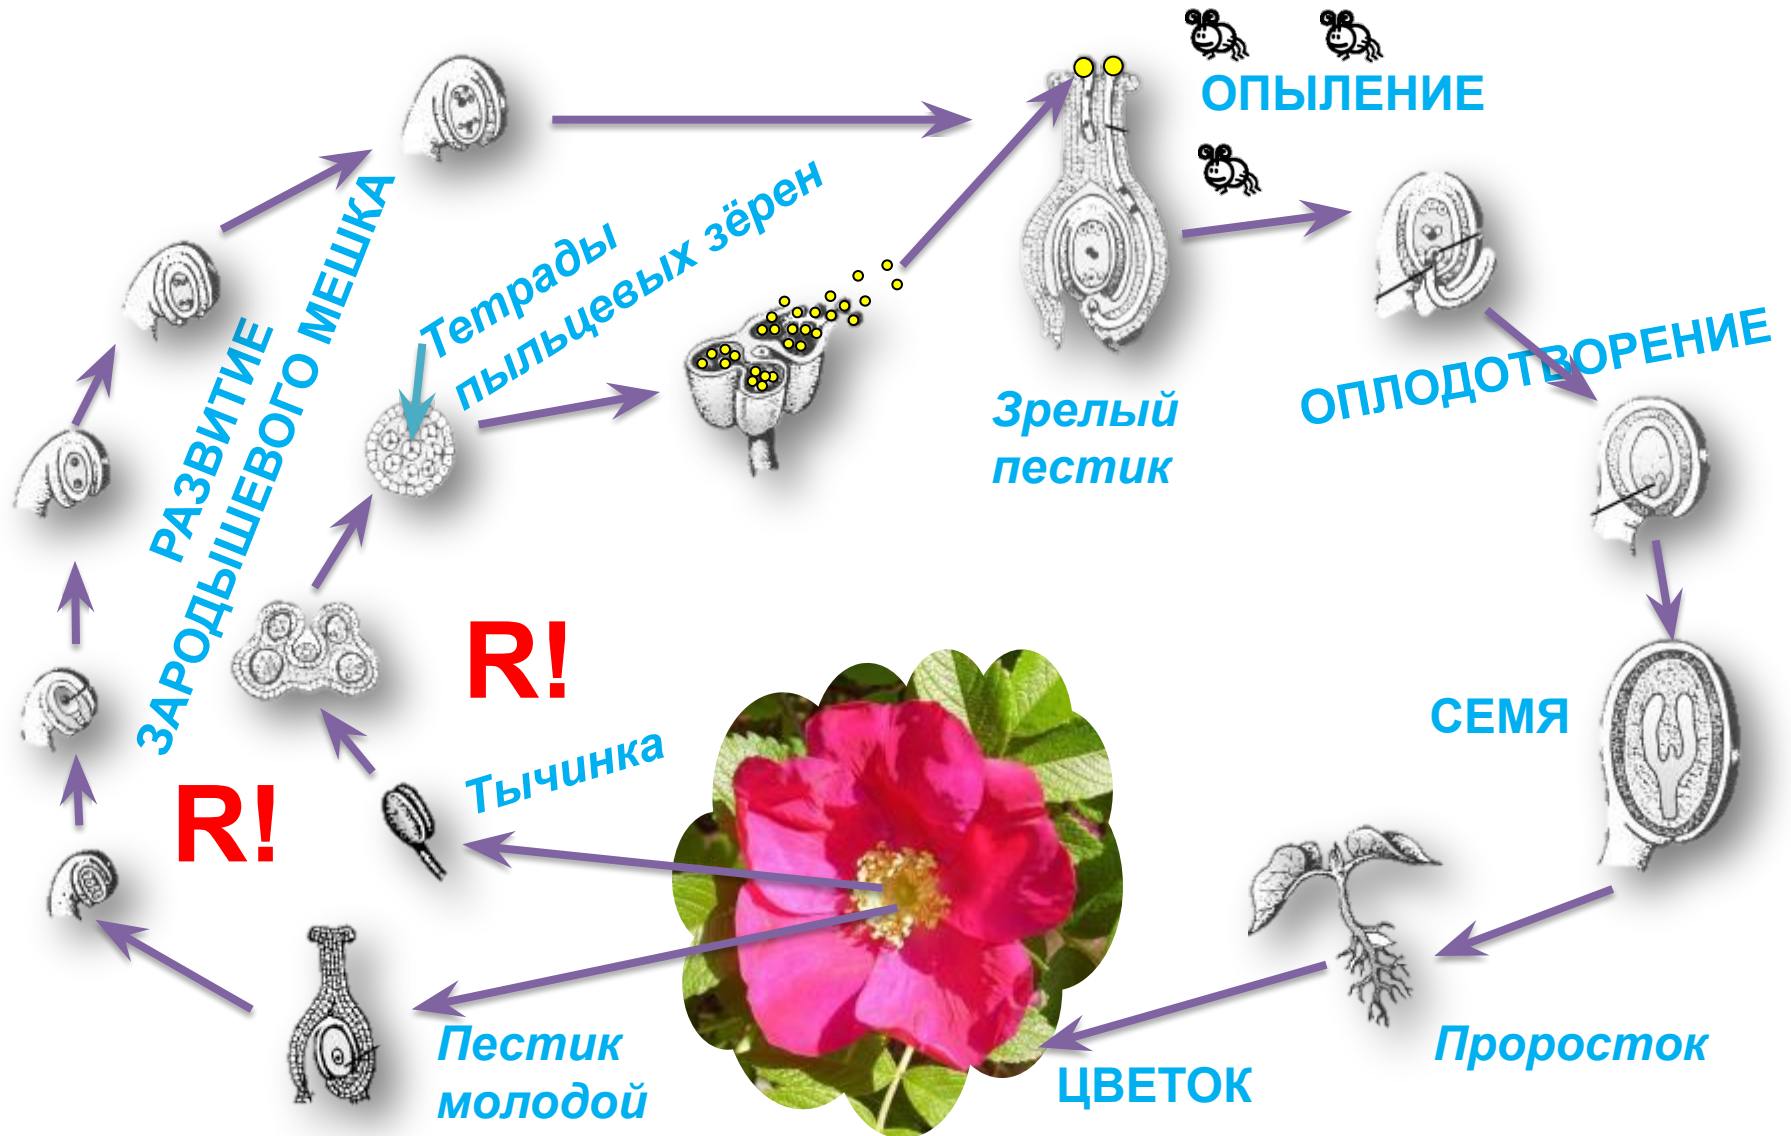 ОПЫЛЕНИЕ
Тетрады
пыльцевых зёрен
РАЗВИТИЕ
ЗАРОДЫШЕВОГО МЕШКА
Зрелый
пестик
ОПЛОДОТВОРЕНИЕ
R!
Тычинка
СЕМЯ
R!
Пестик
молодой
ЦВЕТОК
Проросток